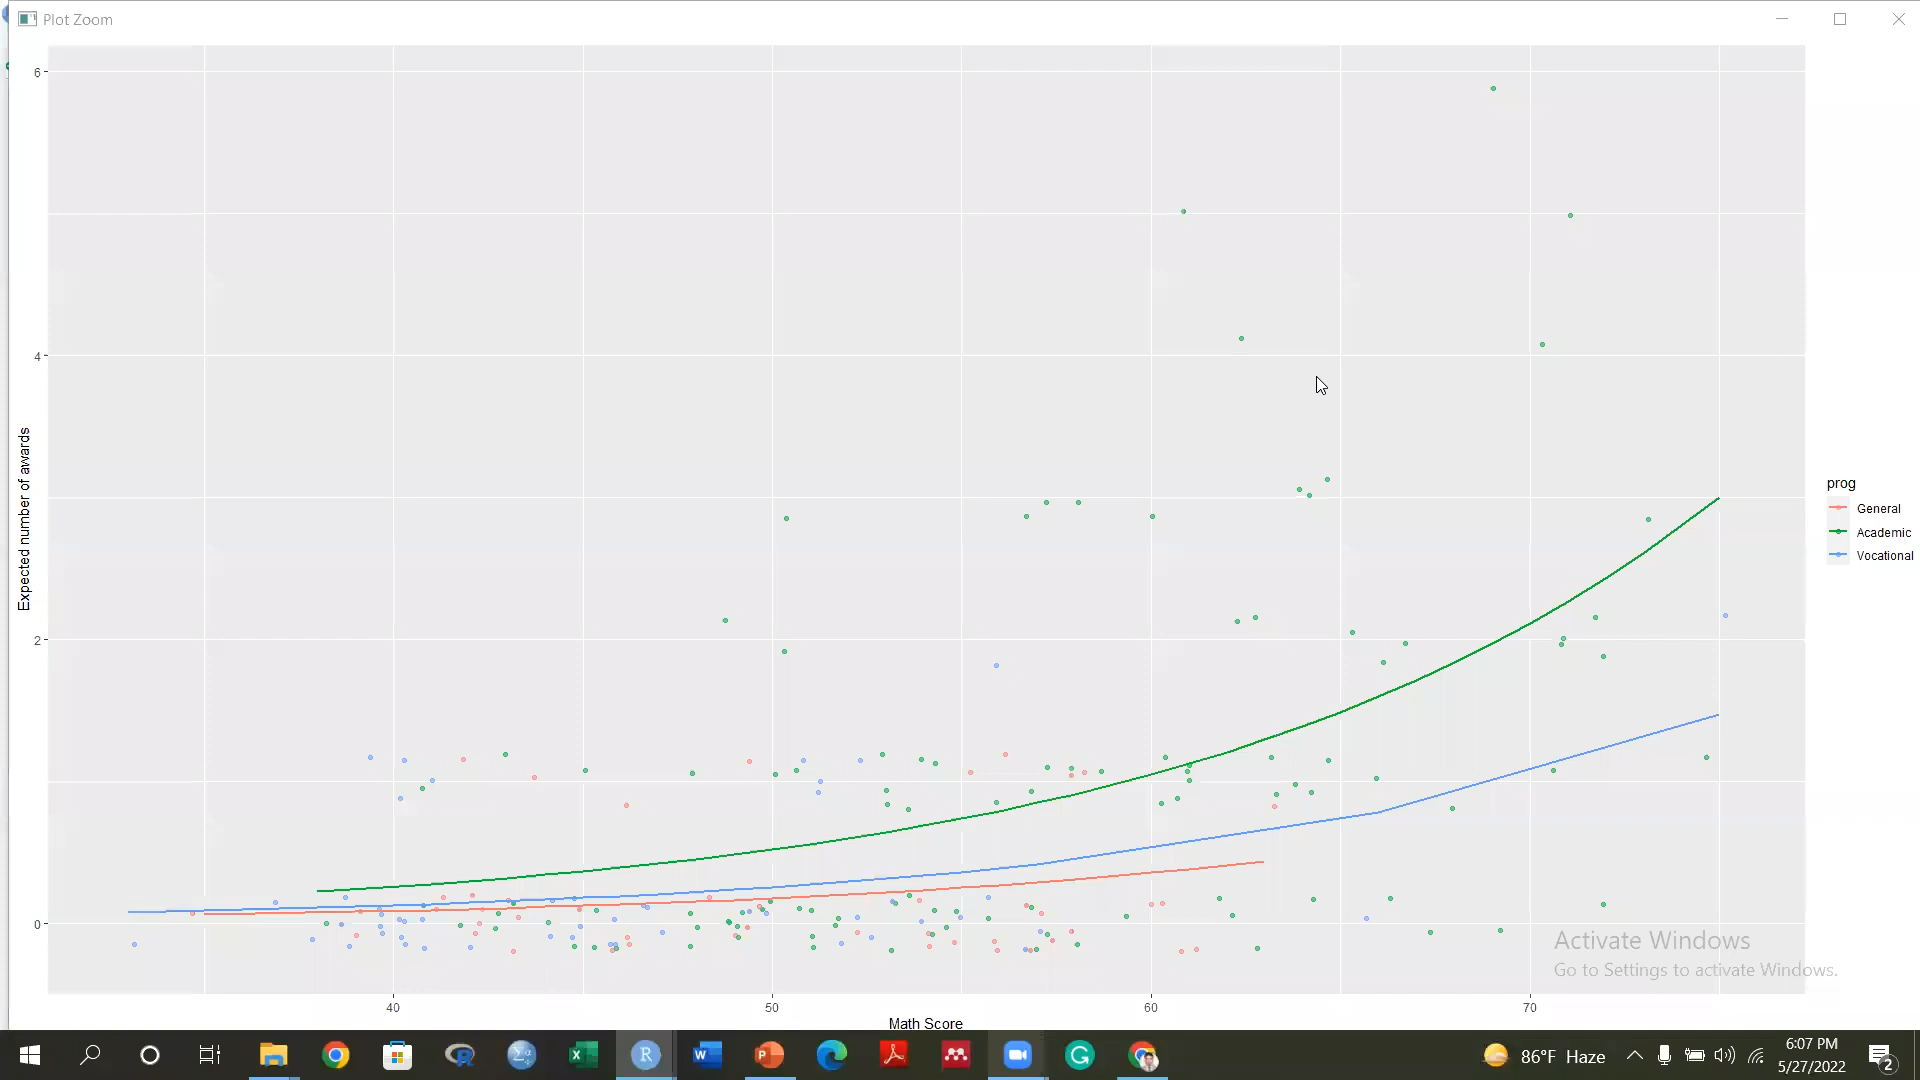 Plot Zoom
6
4
2
0
Expected number of awards
40
50
60
70
Math Score
prog
General
Academic
Vocational
Activate Windows
Go to Settings to activate Windows.
86°F Haze
6:07 PM
5/27/2022
2